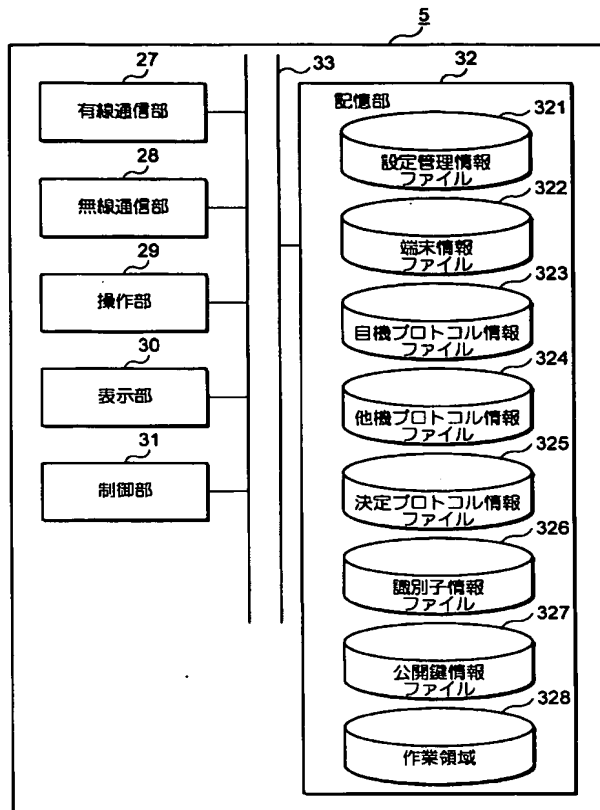 5
27
有線通信部
28
無線通信部
29
操作部
30
表示部
31
制御部
33
32
記憶部
321
設定管理情報
ファイル
322
端末情報
ファイル
323
自機プロトコル情報
ファイル
324
他機プロトコル情報
ファイル
325
決定プロトコル情報
ファイル
326
識別子情報
ファイル
327
公開鍵情報
ファイル
328
作業領域